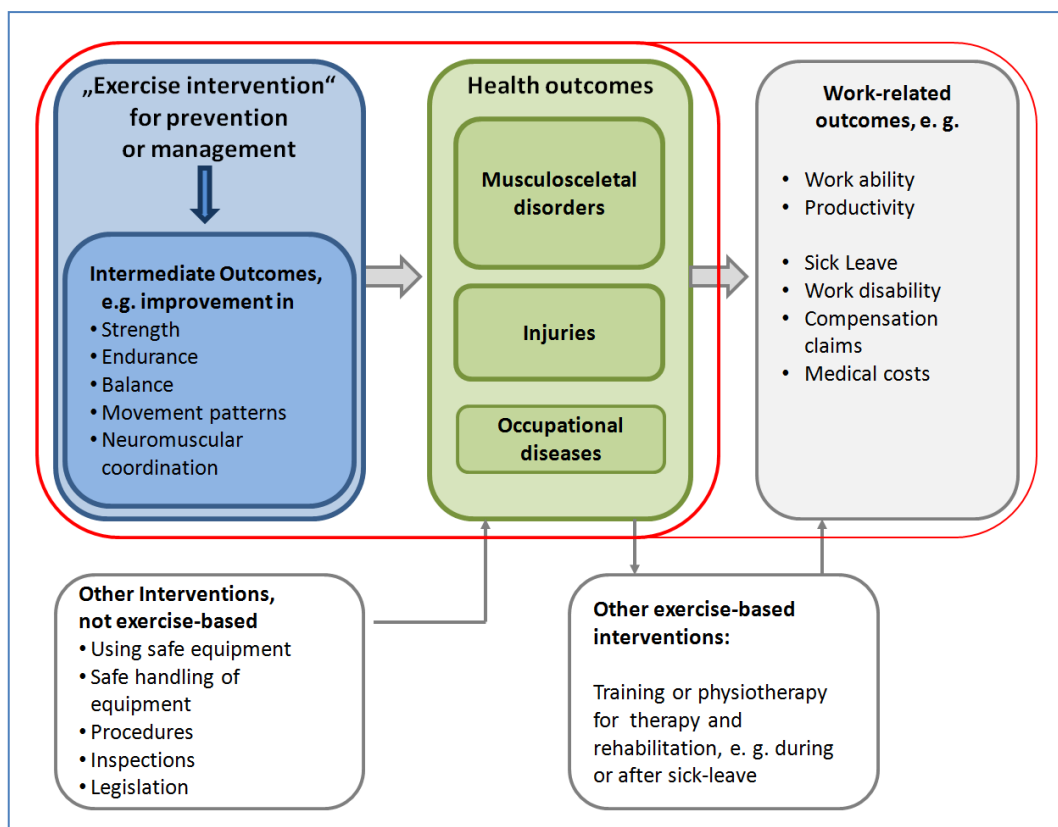 „Exercise intervention“
for prevention
or management
Intermediate Outcomes,
e.g. improvement in
• Strength
• Endurance
• Balance
• Movement patterns
• Neuromuscular
coordination
Health outcomes
Musculosceletal
disorders
Injuries
Occupational
diseases
Work-related
outcomes, e. g.
• Work ability
• Productivity
• Sick Leave
• Work disability
• Compensation
claims
• Medical costs
Other Interventions,
not exercise-based
• Using safe equipment
• Safe handling of
equipment
• Procedures
• Inspections
• Legislation
Other exercise-based
interventions:
Training or physiotherapy
for therapy and
rehabilitation, e. g. during
or after sick-leave